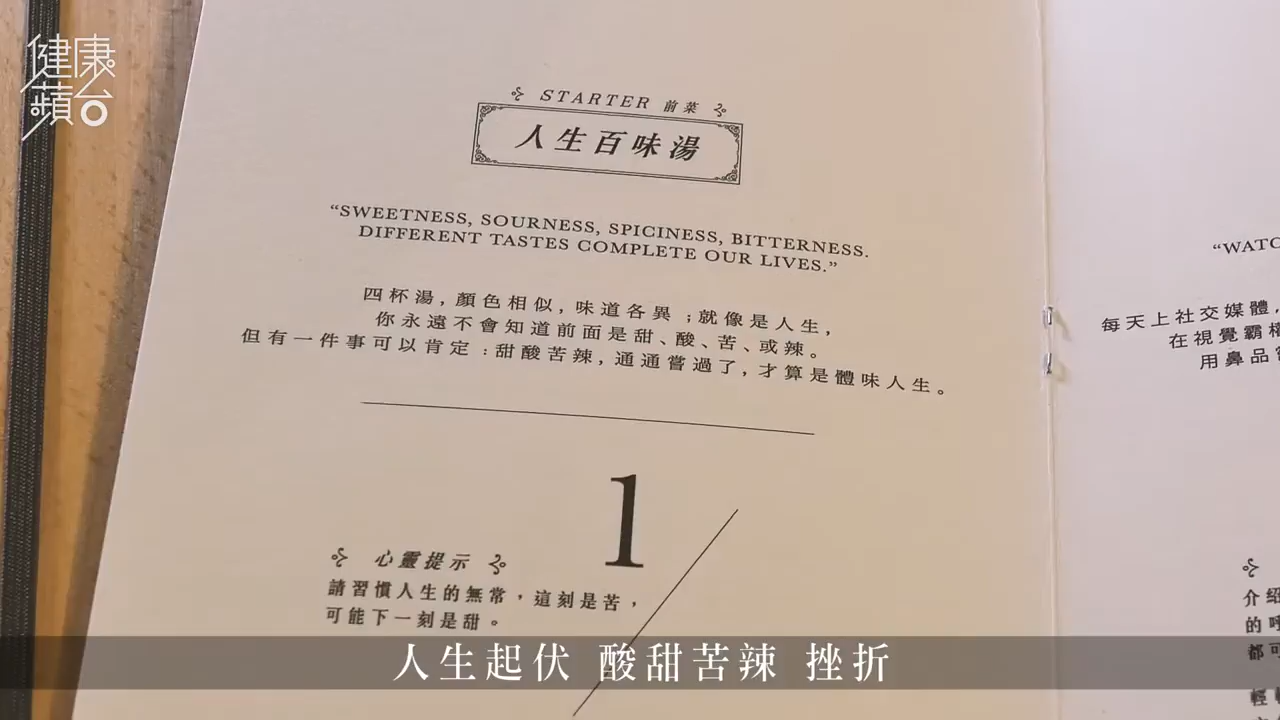 健康
蘋台
STARTER 前菜
人生百味湯
“SWEETNESS, SOURNESS, SPICINESS, BITTERNESS.
DIFFERENT TASTES COMPLETE OUR LIVES.”
四杯湯，顏色相似，味道各異；就像是人生，
你永遠不會知道前面是甜、酸、苦、或辣。
但有一件事可以肯定：甜酸苦辣，通通嘗過了，才算是體味人生。
1
心靈提示
請習慣人生的無常，這刻是苦，
可能下一刻是甜。
“WATC
每天上社交媒體，
在視覺霸
用鼻品
介紹
的呼
都可
輕
人生起伏 酸甜苦辣 挫折